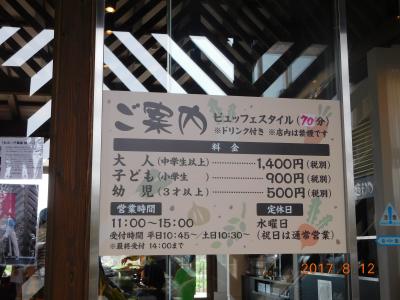 ご案内 ビュッフェスタイル(70分)
※ドリンク付き ※店内は禁煙です
料金
大人(中学生以上)………1,400円(税別)
子ども(小学生 )………900円(税別)
幼児(3才以上)………500円(税別)
営業時間 定休日
11:00~15:00 水曜日
受付時間 平日10:45~ 土日10:30~ (祝日は通常営業)
※最終受付 14:00まで
2017 8 12